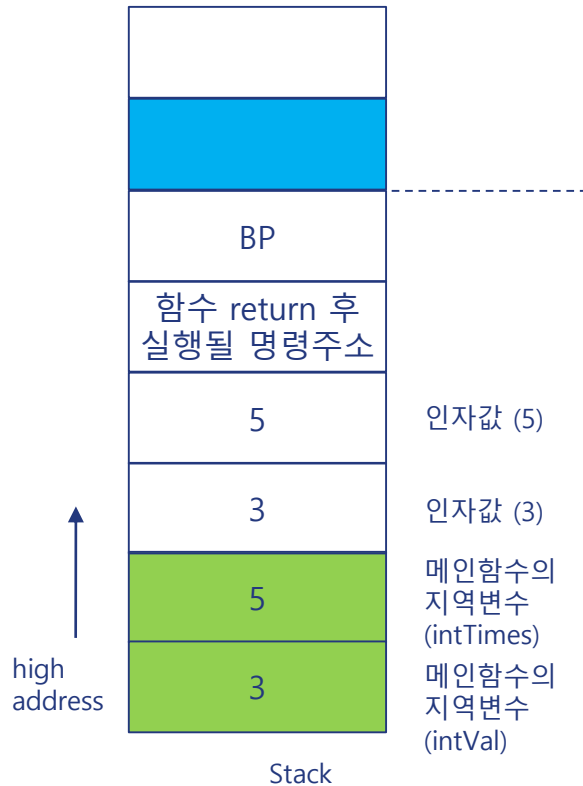 BP
함수 return 후
실행될 명령주소
5
인자값 (5)
3
인자값 (3)
5
메인함수의
지역변수
(intTimes)
high
address
3
메인함수의
지역변수
(intVal)
Stack